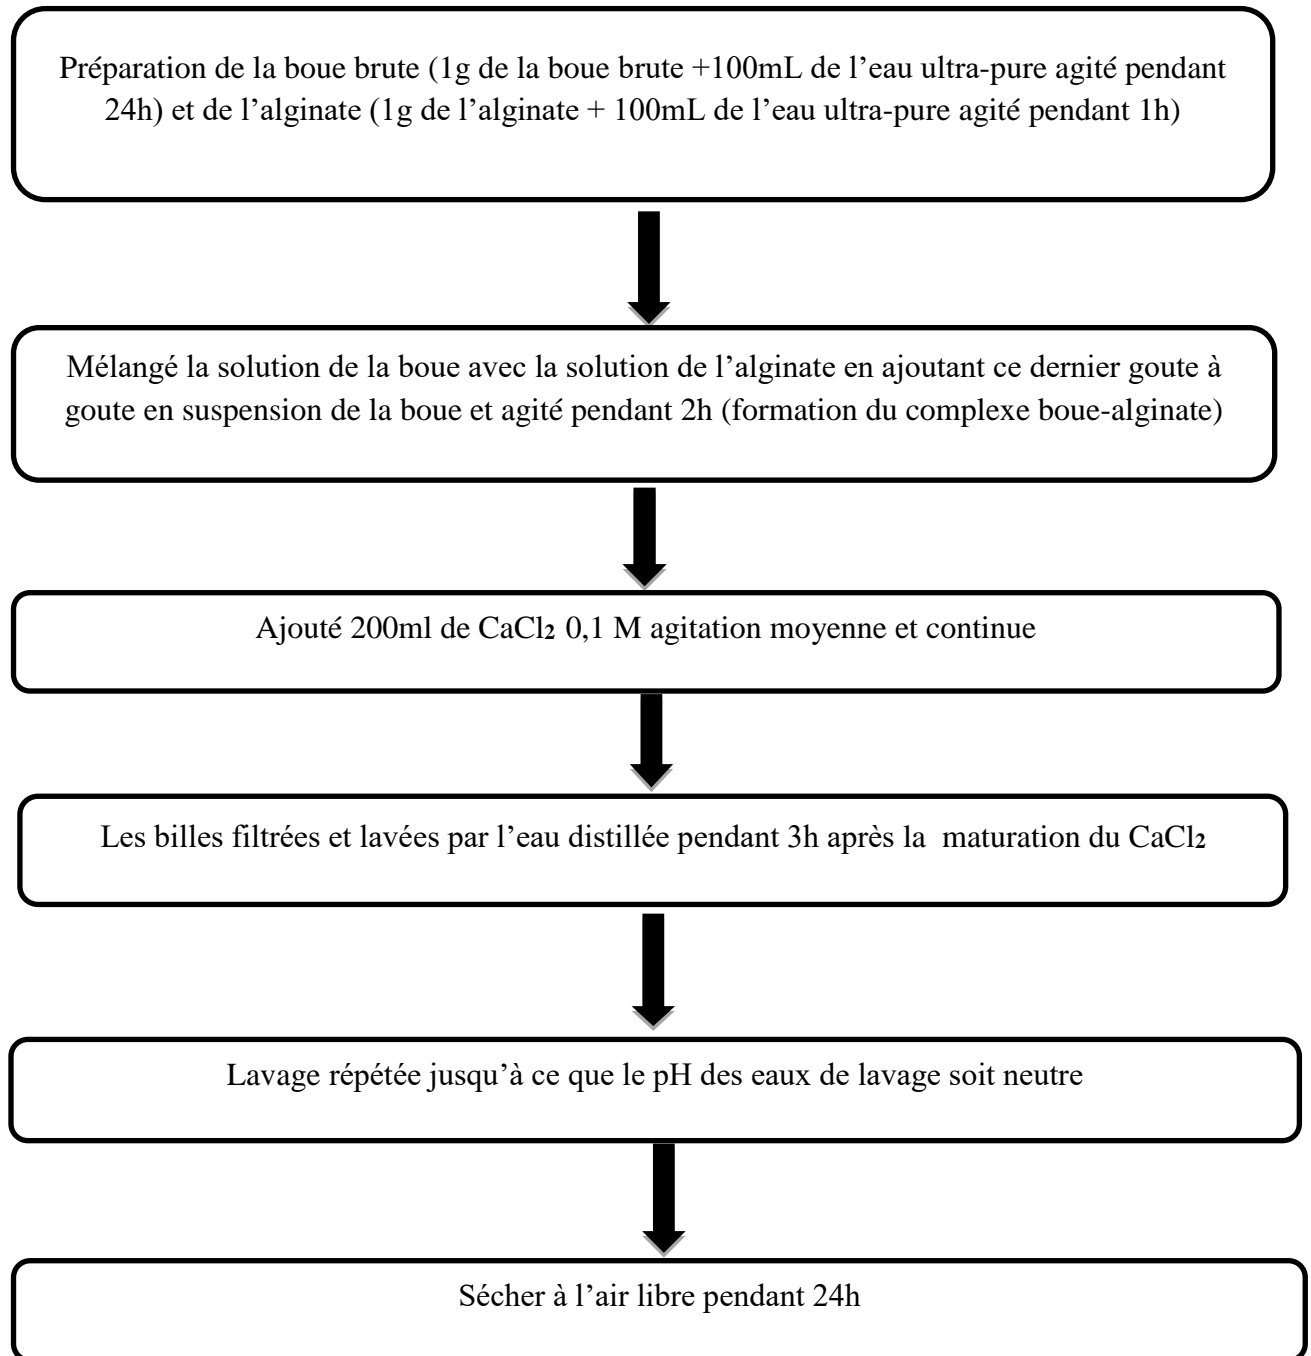 Préparation de la boue brute (1g de la boue brute +100mL de l’eau ultra-pure agité pendant
24h) et de l’alginate (1g de l’alginate + 100mL de l’eau ultra-pure agité pendant 1h)
Mélangé la solution de la boue avec la solution de l’alginate en ajoutant ce dernier goute à
goute en suspension de la boue et agité pendant 2h (formation du complexe boue-alginate)
Ajouté 200ml de CaCl₂ 0,1 M agitation moyenne et continue
Les billes filtrées et lavées par l’eau distillée pendant 3h après la maturation du CaCl₂
Lavage répétée jusqu’à ce que le pH des eaux de lavage soit neutre
Sécher à l’air libre pendant 24h